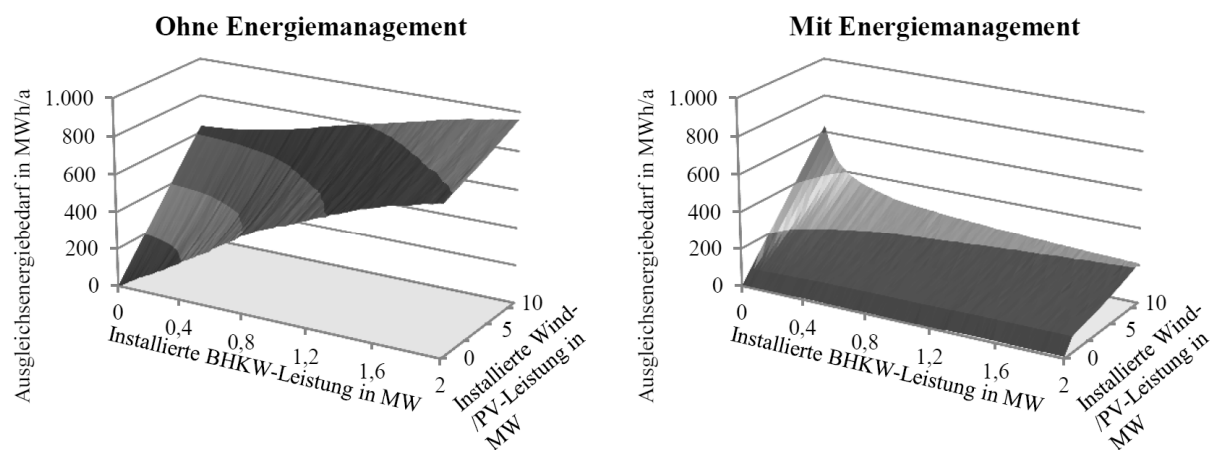 Ohne Energiemanagement
Ausgleichsenergiebedarf in MWh/a
1.000
800
600
400
200
0
0
0,4
0,8
1,2
1,6
2
Installierte BHKW-Leistung in MW
0
5
10
Installierte Wind-
/PV-Leistung in
MW
Mit Energiemanagement
Ausgleichsenergiebedarf in MWh/a
1.000
800
600
400
200
0
0
0,4
0,8
1,2
1,6
2
Installierte BHKW-Leistung in MW
0
5
10
Installierte Wind-
/PV-Leistung in
MW